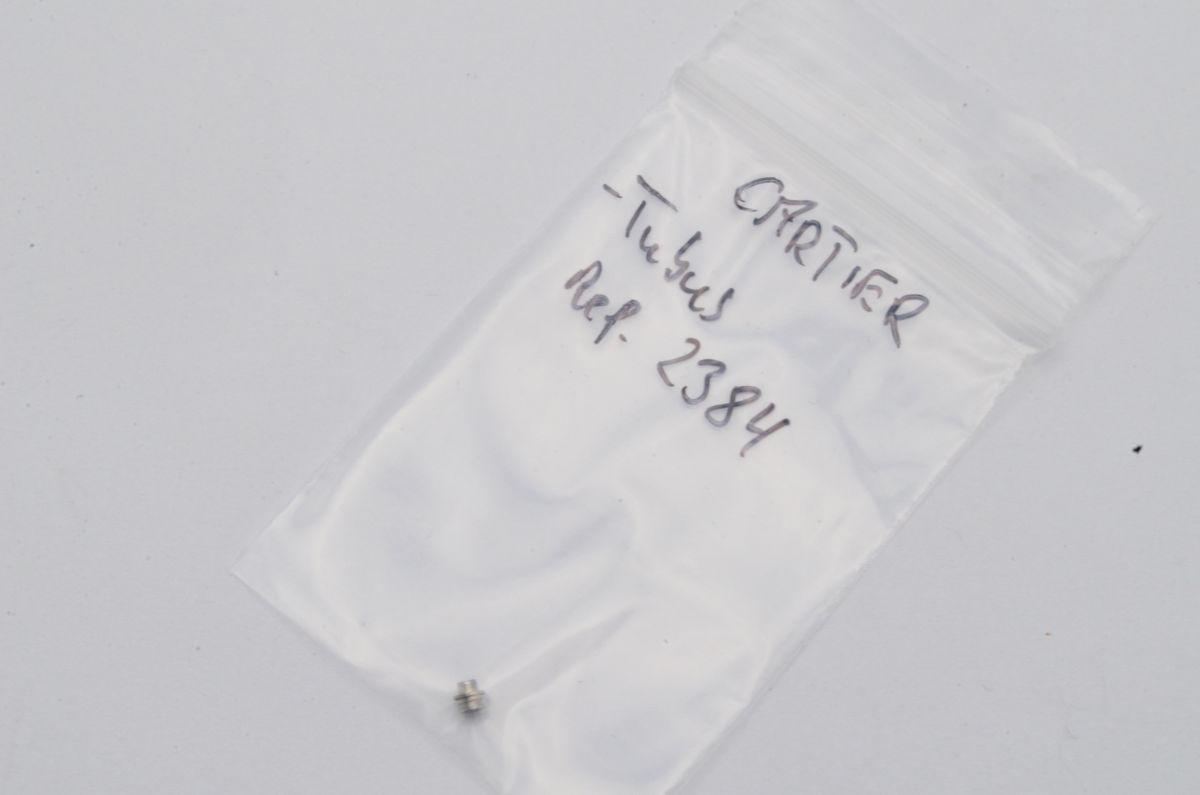 CARTIER
-Tubus
Ref. 2384